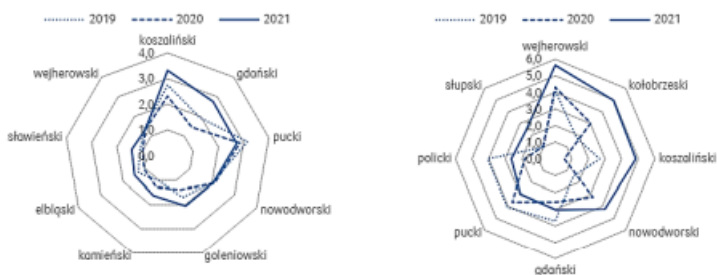 2019 2020 2021
koszaliński
4,0
3,0
2,0
1,0
0,0
gdański
pucki
nowodworski
goleniowski
kamieński
elbląski
sławieński
wejherowski
2019 2020 2021
wejherowski
6,0
5,0
4,0
3,0
2,0
1,0
0,0
kołobrzeski
koszaliński
nowodworski
gdański
pucki
policki
słupski